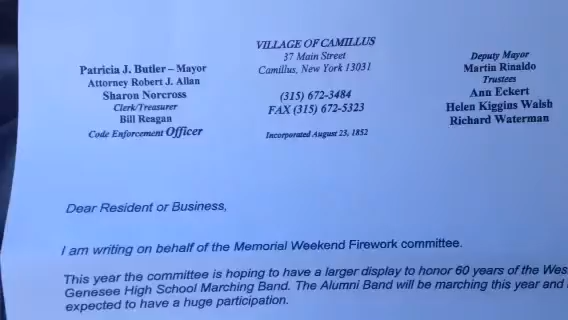 VILLAGE OF CAMILLUS
37 Main Street
Camillus, New York 13031
(315) 672-3484
FAX (315) 672-5323
Incorporated August 23, 1852
Patricia J. Butler – Mayor
Attorney Robert J. Allan
Sharon Norcross
Clerk/Treasurer
Bill Reagan
Code Enforcement Officer
Deputy Mayor
Martin Rinaldo
Trustees
Ann Eckert
Helen Kiggins Walsh
Richard Waterman
Dear Resident or Business,
I am writing on behalf of the Memorial Weekend Firework committee.
This year the committee is hoping to have a larger display to honor 60 years of the Wes
Genesee High School Marching Band. The Alumni Band will be marching this year and
expected to have a huge participation.